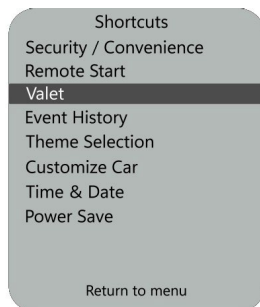 Shortcuts
Security / Convenience
Remote Start
Valet
Event History
Theme Selection
Customize Car
Time & Date
Power Save
Return to menu